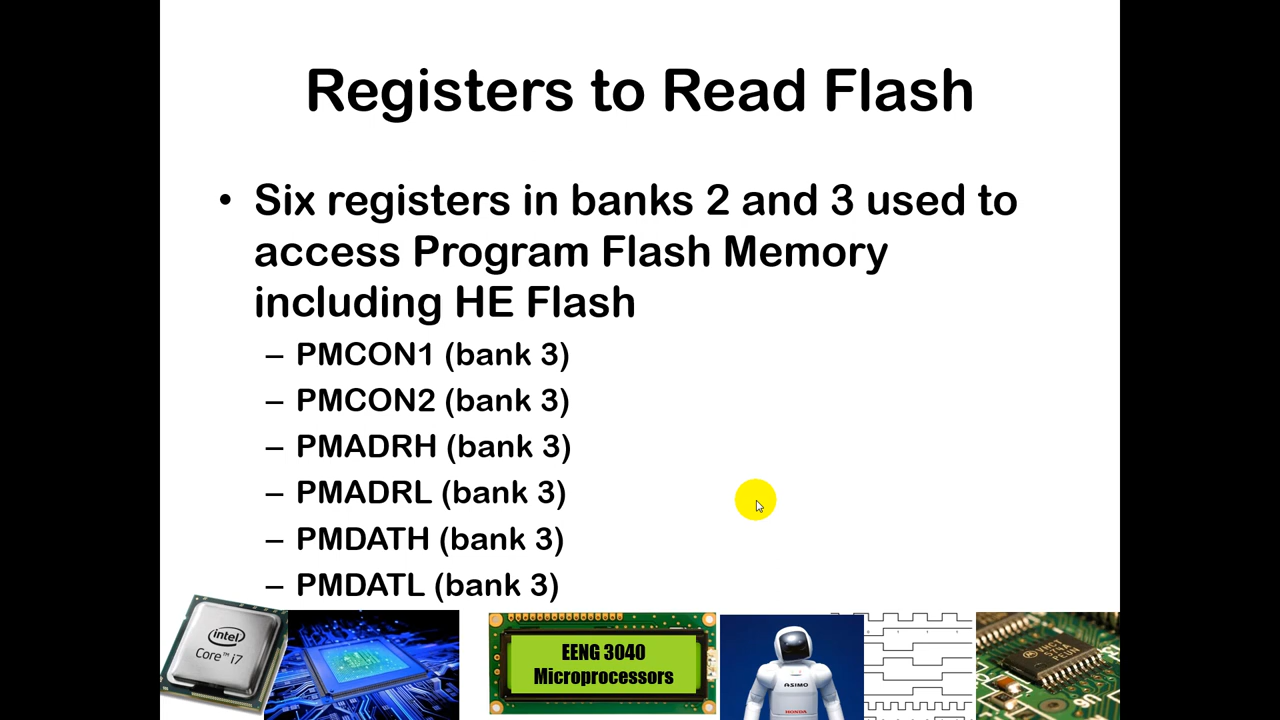 Registers to Read Flash
• Six registers in banks 2 and 3 used to
access Program Flash Memory
including HE Flash
– PMCON1 (bank 3)
– PMCON2 (bank 3)
– PMADRH (bank 3)
– PMADRL (bank 3)
– PMDATH (bank 3)
– PMDATL (bank 3)
intel
Core™ i7
EENG 3040
Microprocessors
ASIMO
HONDA